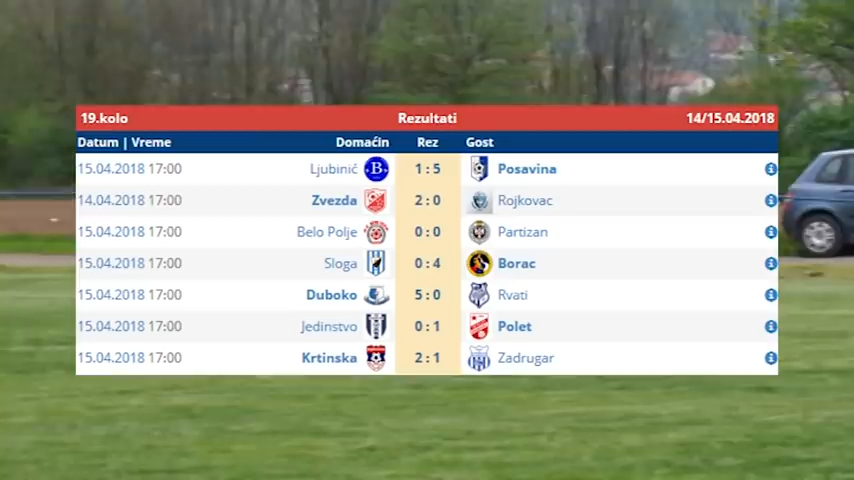 19.kolo Rezultati 14/15.04.2018
Datum | Vreme Domaćin Rez Gost
15.04.2018 17:00 Ljubinić 1 : 5 Posavina
14.04.2018 17:00 Zvezda 2 : 0 Rojkovac
15.04.2018 17:00 Belo Polje 0 : 0 Partizan
15.04.2018 17:00 Sloga 0 : 4 Borac
15.04.2018 17:00 Duboko 5 : 0 Rvati
15.04.2018 17:00 Jedinstvo 0 : 1 Polet
15.04.2018 17:00 Krtinska 2 : 1 Zadrugar